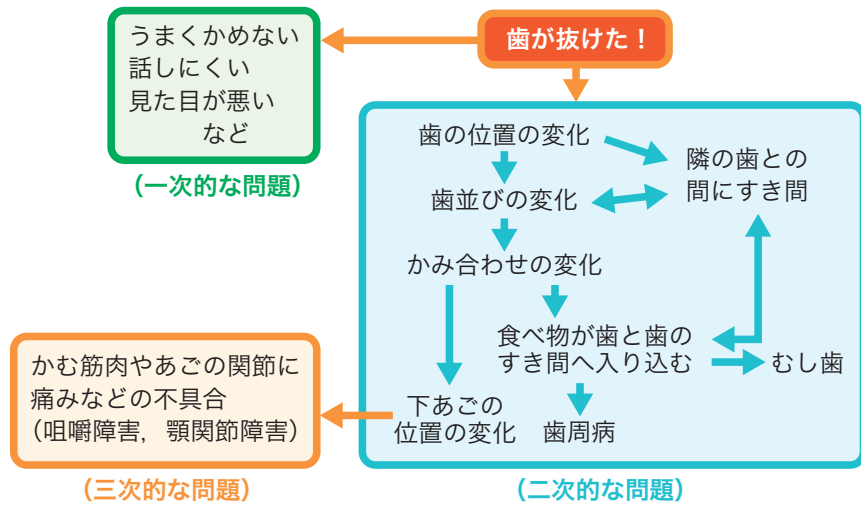 歯が抜けた！
うまくかめない
話しにくい
見た目が悪い
など
（一次的な問題）
歯の位置の変化
隣の歯との
間にすき間
歯並びの変化
かみ合わせの変化
食べ物が歯と歯の
すき間へ入り込む
むし歯
下あごの
位置の変化
歯周病
（二次的な問題）
かむ筋肉やあごの関節に
痛みなどの不具合
（咀嚼障害，顎関節障害）
（三次的な問題）